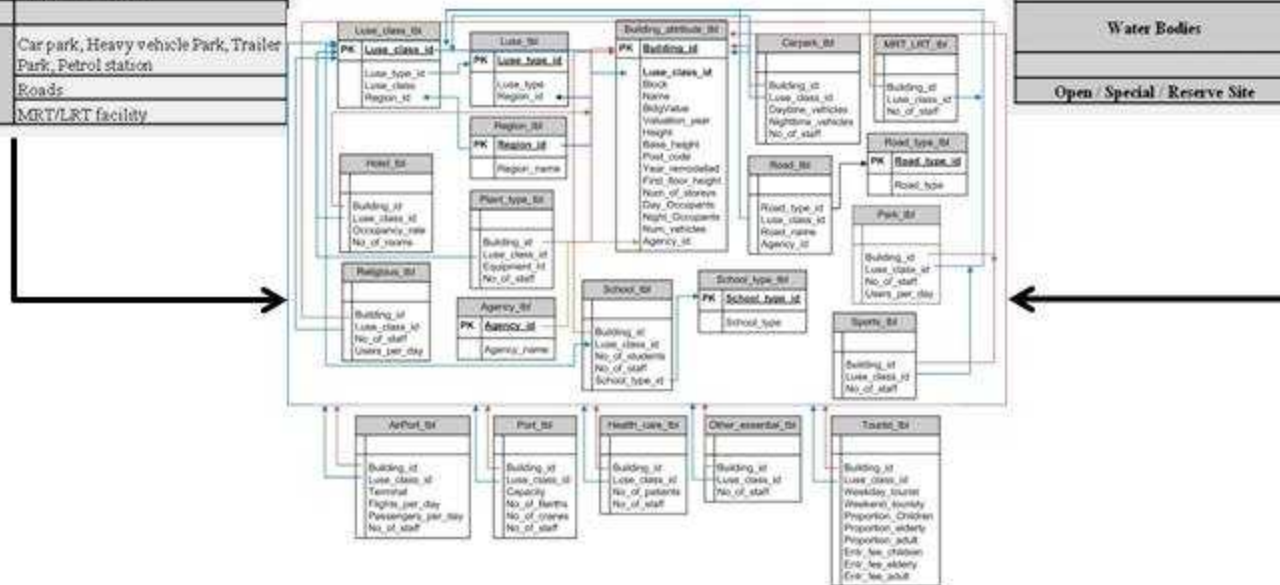 Car park, Heavy vehicle Park, Trailer
Park, Petrol station
Roads
MRT/LRT facility
Water Bodies
Open / Special / Reserve Site
Luse_class_tbl
PK Luse_class_id
Luse_type_id
Luse_class
Region_id
Luse_tbl
PK Luse_type_id
Luse_type
Region_id
Region_tbl
PK Region_id
Region_name
Building_attribute_tbl
PK Building_id
Luse_class_id
Block
Name
BldgValue
Valuation_year
Height
Base_height
Post_code
Year_remodelled
First_floor_height
Num_of_storeys
Day_Occupants
Night_Occupants
Num_vehicles
Agency_id
Carpark_tbl
Building_id
Luse_class_id
Daytime_vehicles
Nighttime_vehicles
No_of_staff
MRT_LRT_tbl
Building_id
Luse_class_id
No_of_staff
Road_type_tbl
PK Road_type_id
Road_type
Road_tbl
Road_type_id
Luse_class_id
Road_name
Agency_id
Park_tbl
Building_id
Luse_class_id
No_of_staff
Users_per_day
Hotel_tbl
Building_id
Luse_class_id
Occupancy_rate
No_of_rooms
Plant_type_tbl
Building_id
Luse_class_id
Equipment_id
No_of_staff
Religious_tbl
Building_id
Luse_class_id
No_of_staff
Users_per_day
Agency_tbl
PK Agency_id
Agency_name
School_tbl
Building_id
Luse_class_id
No_of_students
No_of_staff
School_type_id
School_type_tbl
PK School_type_id
School_type
Sports_tbl
Building_id
Luse_class_id
No_of_staff
AirPort_tbl
Building_id
Luse_class_id
Terminal
Flights_per_day
Passengers_per_day
No_of_staff
Port_tbl
Building_id
Luse_class_id
Capacity
No_of_Berths
No_of_cranes
No_of_staff
Health_care_tbl
Building_id
Luse_class_id
No_of_patients
No_of_staff
Other_essential_tbl
Building_id
Luse_class_id
No_of_staff
Tourist_tbl
Building_id
Luse_class_id
Weekday_tourist
Weekend_touristy
Proportion_Children
Proportion_elderly
Proportion_adult
Entr_fee_children
Entr_fee_elderly
Entr_fee_adult